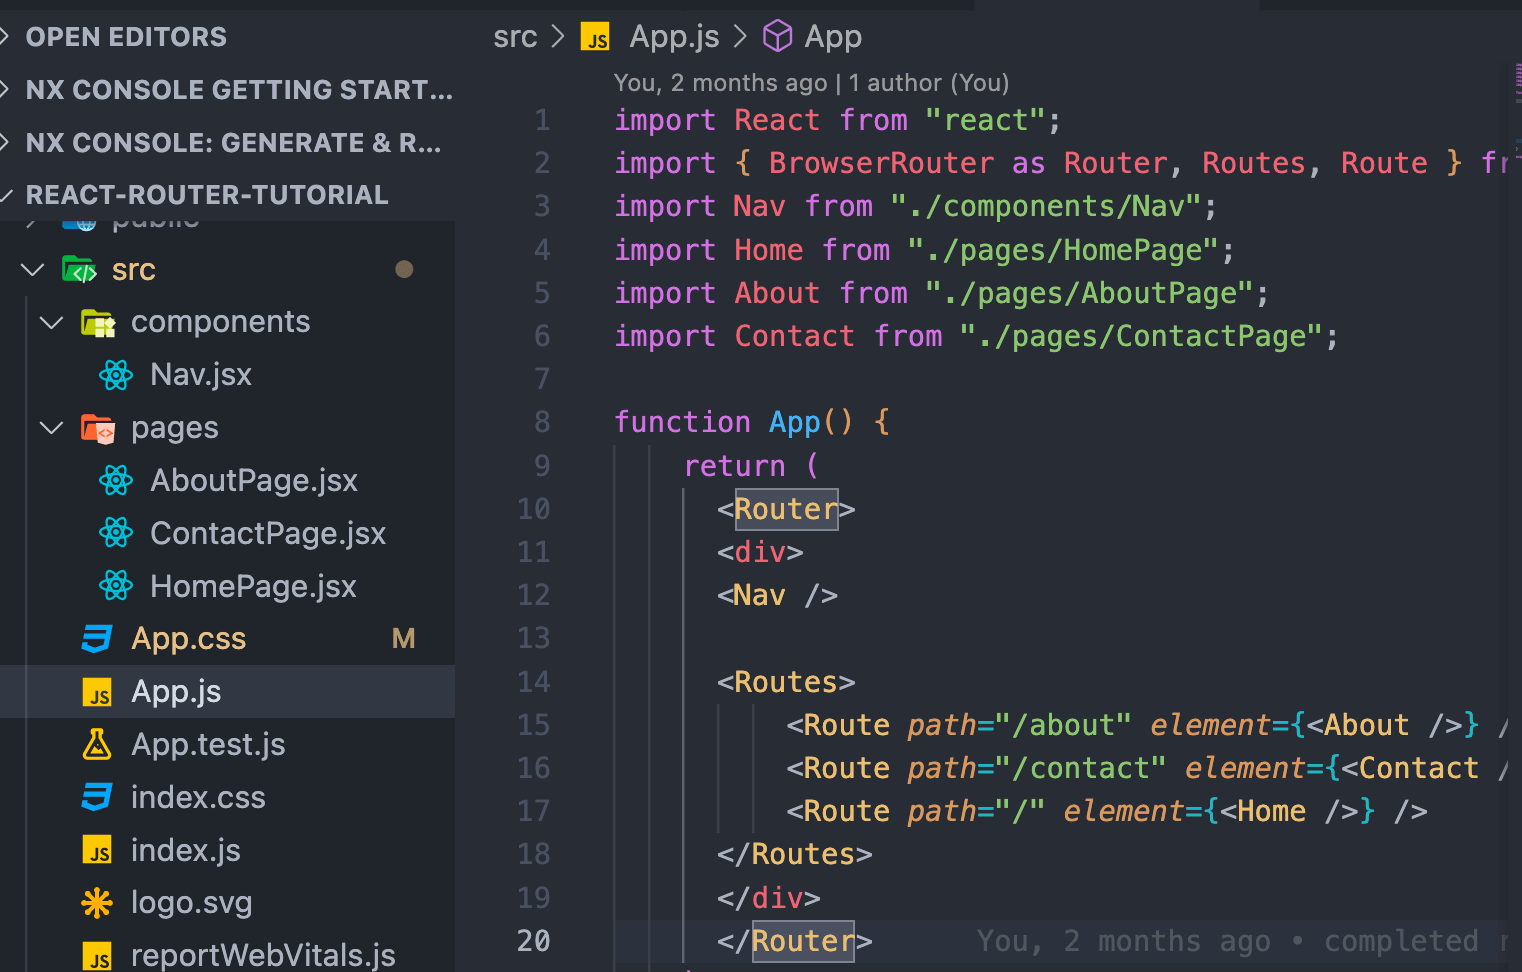 OPEN EDITORS
NX CONSOLE GETTING START...
NX CONSOLE: GENERATE & R...
REACT-ROUTER-TUTORIAL
public
src
components
Nav.jsx
pages
AboutPage.jsx
ContactPage.jsx
HomePage.jsx
App.css M
JS App.js
App.test.js
index.css
JS index.js
logo.svg
JS reportWebVitals.js
src > JS App.js > App
You, 2 months ago | 1 author (You)
1 import React from "react";
2 import { BrowserRouter as Router, Routes, Route } fr
3 import Nav from "./components/Nav";
4 import Home from "./pages/HomePage";
5 import About from "./pages/AboutPage";
6 import Contact from "./pages/ContactPage";
7
8 function App() {
9 return (
10 <Router>
11 <div>
12 <Nav />
13
14 <Routes>
15 <Route path="/about" element={<About />} /
16 <Route path="/contact" element={<Contact /
17 <Route path="/" element={<Home />} />
18 </Routes>
19 </div>
20 </Router> You, 2 months ago • completed